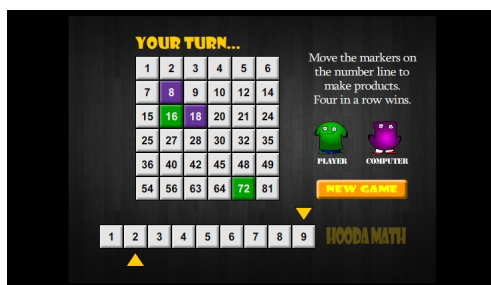 YOUR TURN...
1 2 3 4 5 6
7 8 9 10 12 14
15 16 18 20 21 24
25 27 28 30 32 35
36 40 42 45 48 49
54 56 63 64 72 81
Move the markers on
the number line to
make products.
Four in a row wins.
PLAYER COMPUTER
NEW GAME
1 2 3 4 5 6 7 8 9
HOODA MATH